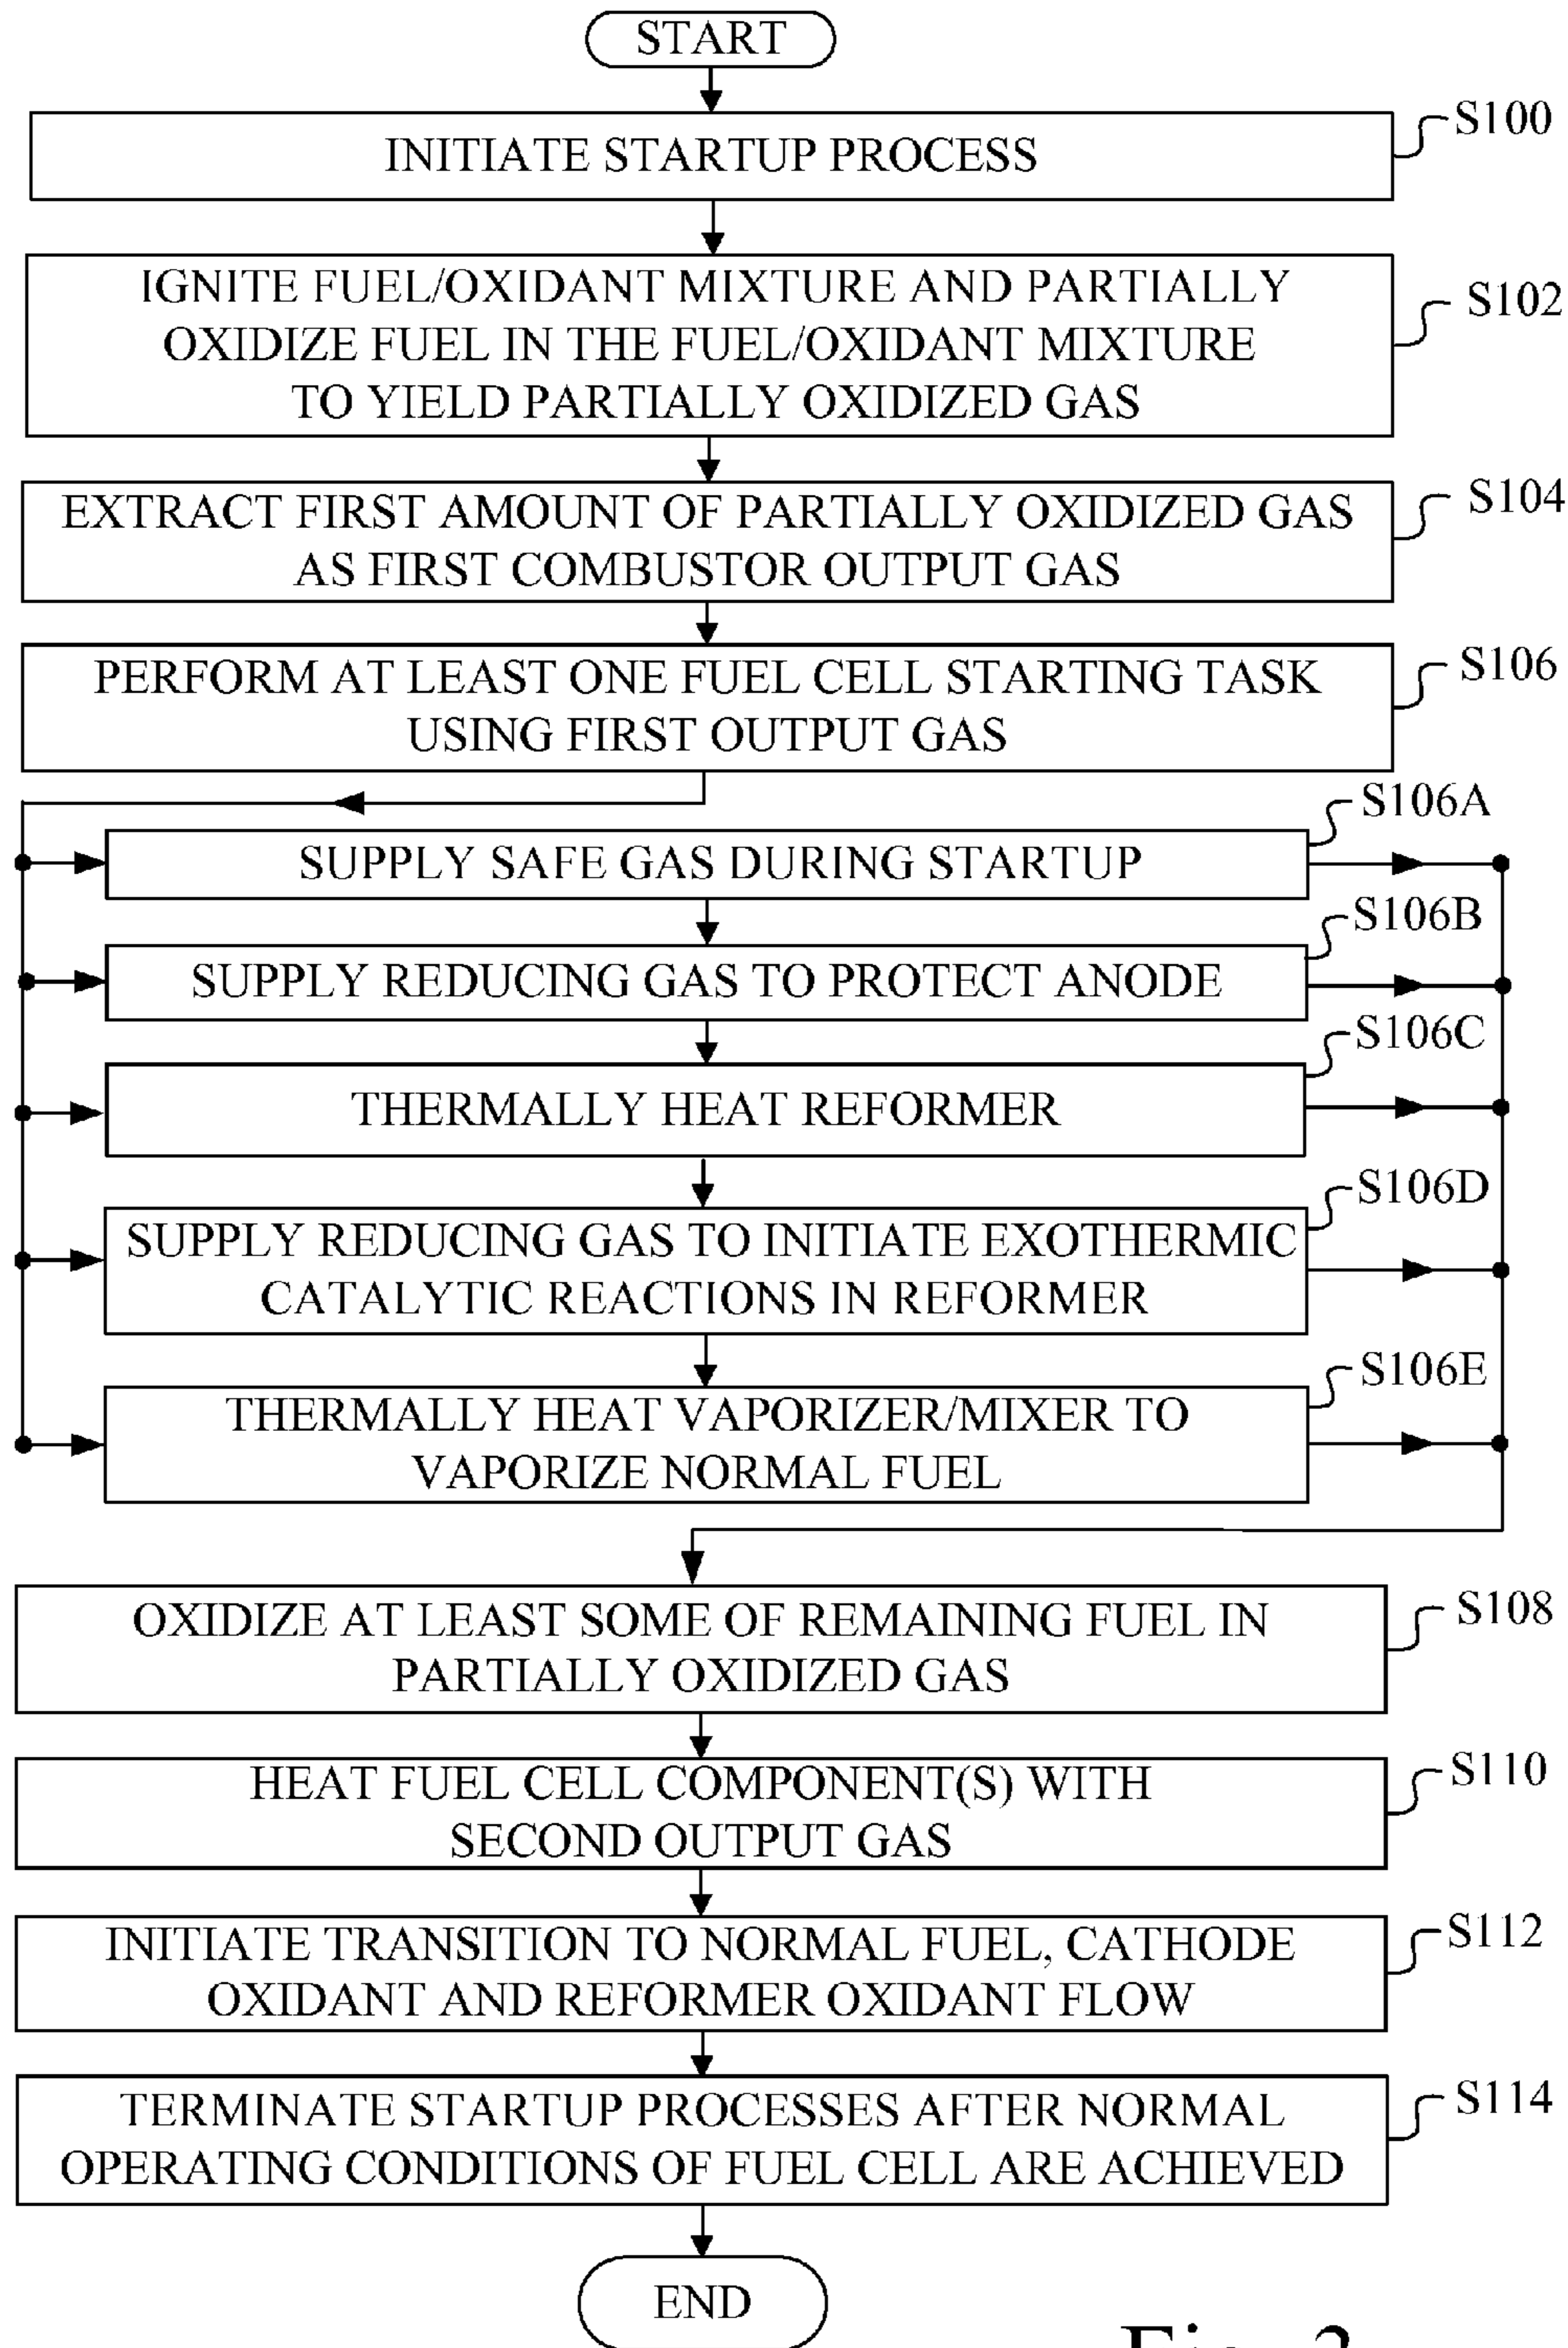 START
INITIATE STARTUP PROCESS
S100
IGNITE FUEL/OXIDANT MIXTURE AND PARTIALLY
OXIDIZE FUEL IN THE FUEL/OXIDANT MIXTURE
TO YIELD PARTIALLY OXIDIZED GAS
S102
EXTRACT FIRST AMOUNT OF PARTIALLY OXIDIZED GAS
AS FIRST COMBUSTOR OUTPUT GAS
S104
PERFORM AT LEAST ONE FUEL CELL STARTING TASK
USING FIRST OUTPUT GAS
S106
SUPPLY SAFE GAS DURING STARTUP
S106A
SUPPLY REDUCING GAS TO PROTECT ANODE
S106B
THERMALLY HEAT REFORMER
S106C
SUPPLY REDUCING GAS TO INITIATE EXOTHERMIC
CATALYTIC REACTIONS IN REFORMER
S106D
THERMALLY HEAT VAPORIZER/MIXER TO
VAPORIZE NORMAL FUEL
S106E
OXIDIZE AT LEAST SOME OF REMAINING FUEL IN
PARTIALLY OXIDIZED GAS
S108
HEAT FUEL CELL COMPONENT(S) WITH
SECOND OUTPUT GAS
S110
INITIATE TRANSITION TO NORMAL FUEL, CATHODE
OXIDANT AND REFORMER OXIDANT FLOW
S112
TERMINATE STARTUP PROCESSES AFTER NORMAL
OPERATING CONDITIONS OF FUEL CELL ARE ACHIEVED
S114
END